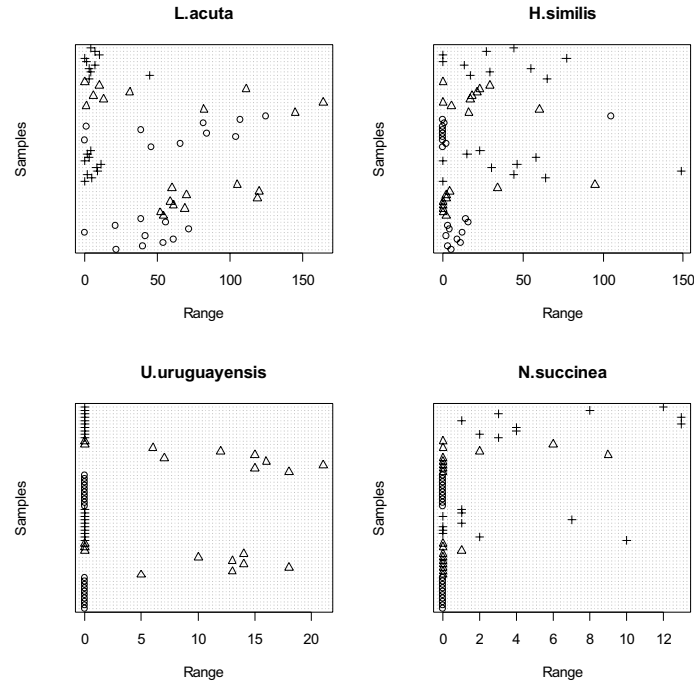 L.acuta
Samples
0 50 100 150
Range
H.similis
Samples
0 50 100 150
Range
U.uruguayensis
Samples
0 5 10 15 20
Range
N.succinea
Samples
0 2 4 6 8 10 12
Range